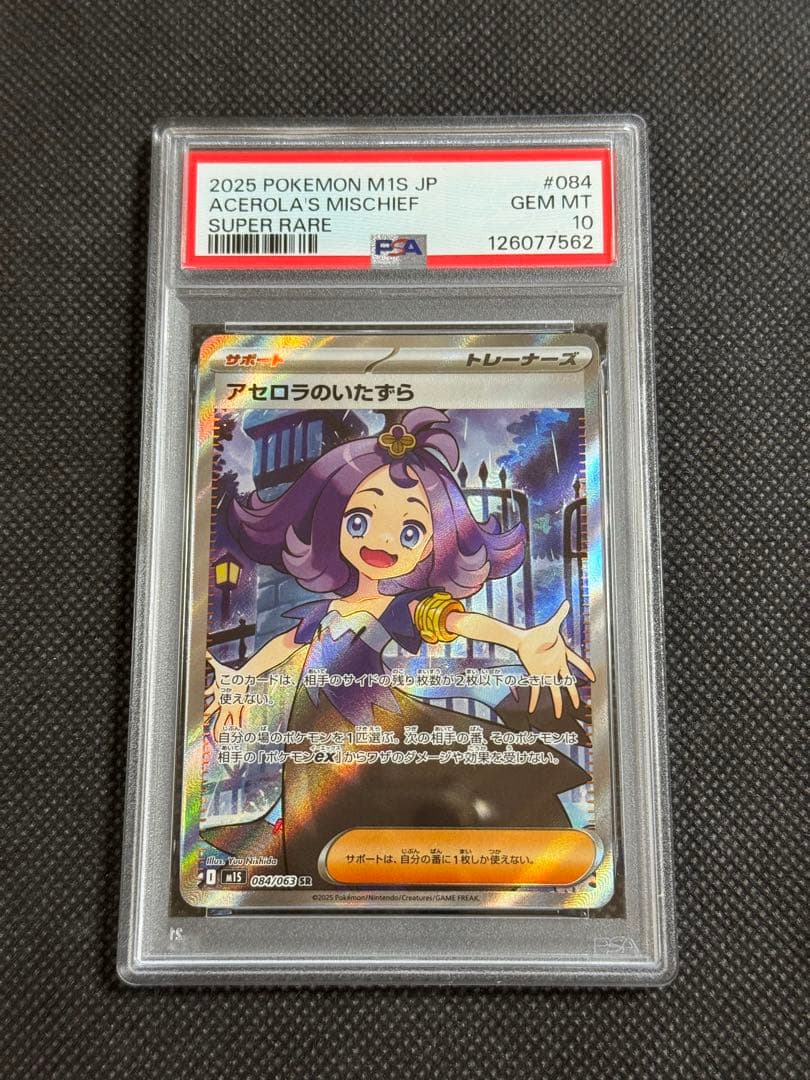 2025 POKEMON M1S JP #084
ACEROLA'S MISCHIEF GEM MT
SUPER RARE 10
PSA 126077562
サポート トレーナーズ
アセロラのいたずら
このカードは、相手のサイドの残り枚数が2枚以下のときにしか
使えない。
自分の場のポケモンを1匹選ぶ。次の相手の番、そのポケモンは
相手の「ポケモンex」からワザのダメージや効果を受けない。
サポートは、自分の番に1枚しか使えない。
Illus. Yuu Nishida
I m1S 084/063 SR
©2025 Pokémon/Nintendo/Creatures/GAME FREAK.
PSA